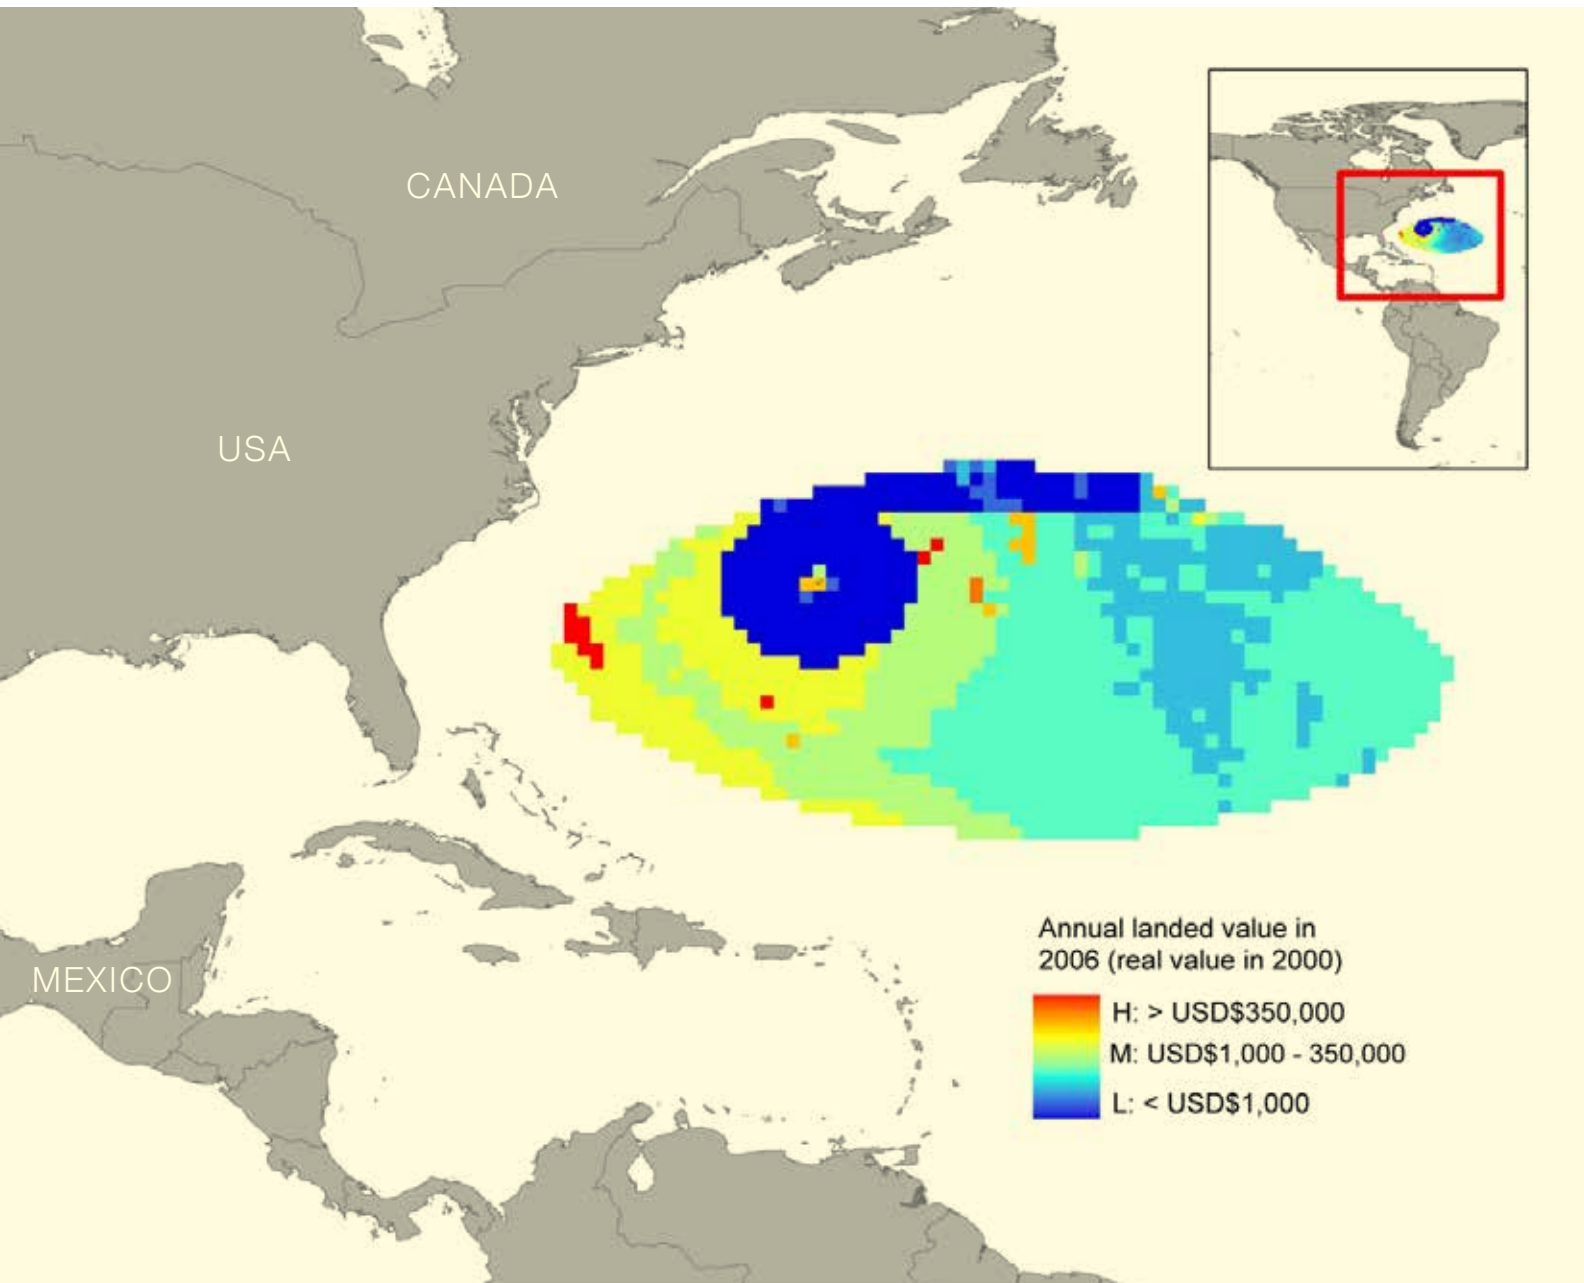 CANADA
USA
MEXICO
Annual landed value in
2006 (real value in 2000)
H: > USD$350,000
M: USD$1,000 - 350,000
L: < USD$1,000